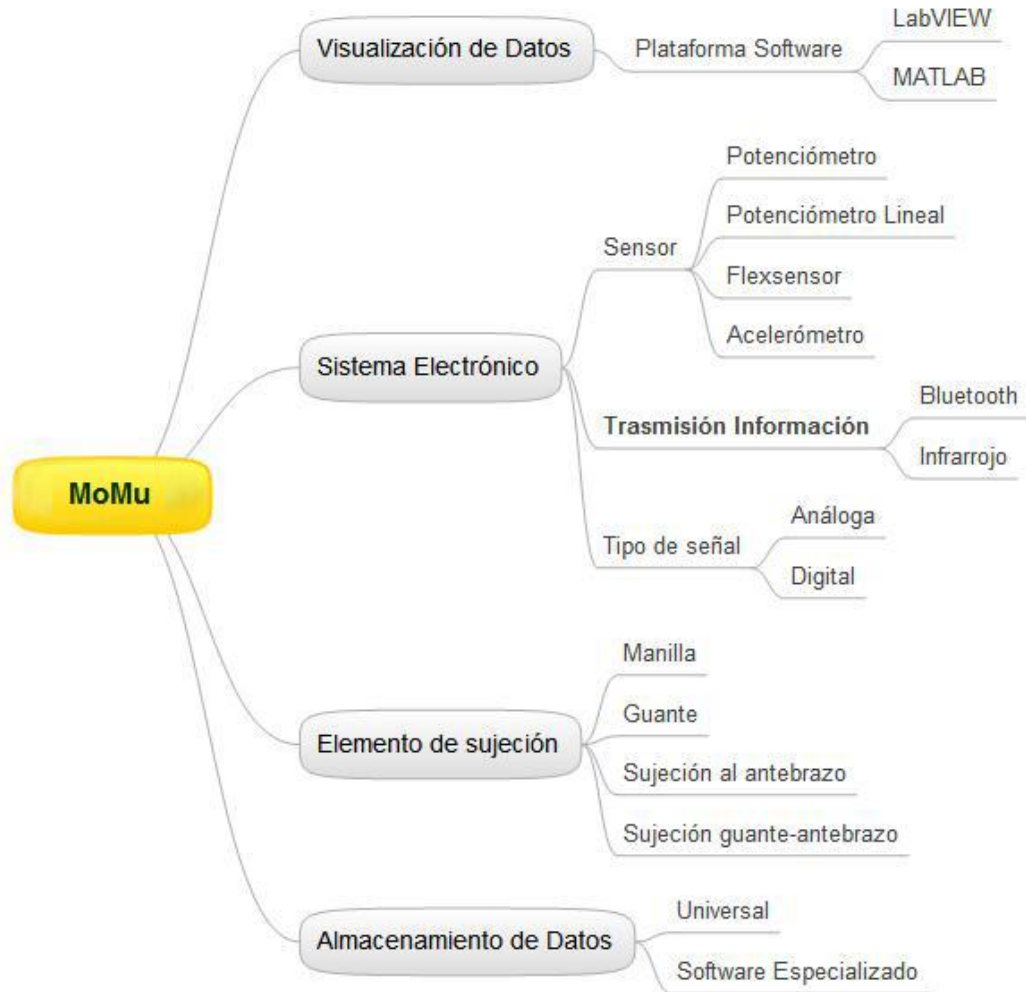 MoMu
Visualización de Datos
Plataforma Software
LabVIEW
MATLAB
Sistema Electrónico
Sensor
Potenciómetro
Potenciómetro Lineal
Flexsensor
Acelerómetro
Trasmisión Información
Bluetooth
Infrarrojo
Tipo de señal
Análoga
Digital
Elemento de sujeción
Manilla
Guante
Sujeción al antebrazo
Sujeción guante-antebrazo
Almacenamiento de Datos
Universal
Software Especializado